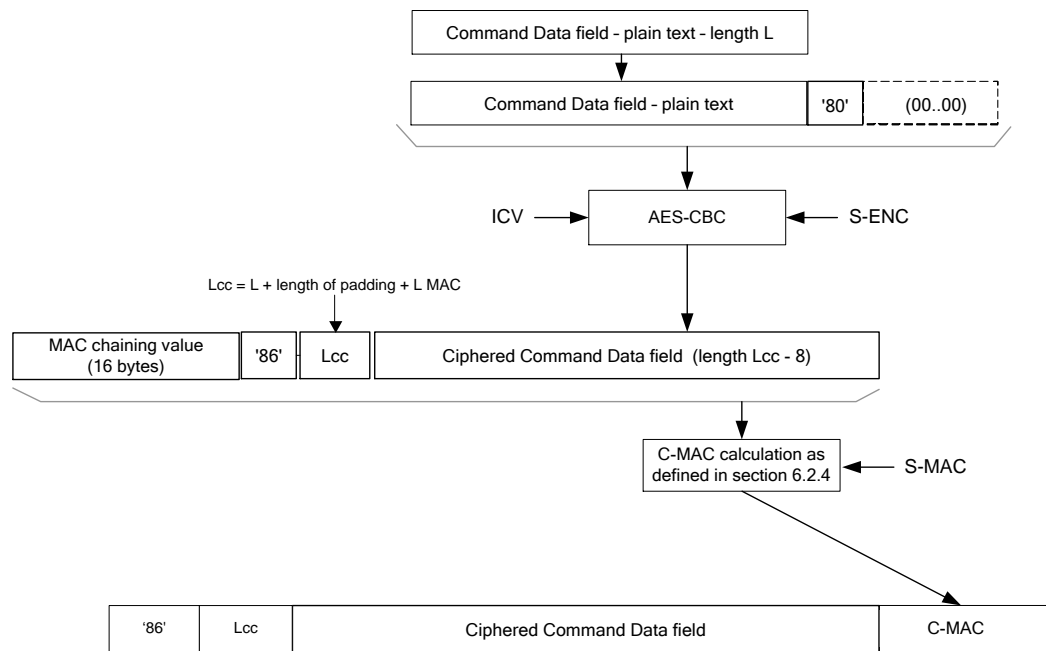 Command Data field - plain text - length L
Command Data field - plain text
'80'
(00..00)
ICV
AES-CBC
S-ENC
Lcc = L + length of padding + L MAC
MAC chaining value
(16 bytes)
'86'
Lcc
Ciphered Command Data field (length Lcc - 8)
C-MAC calculation as
defined in section 6.2.4
S-MAC
‘86’
Lcc
Ciphered Command Data field
C-MAC